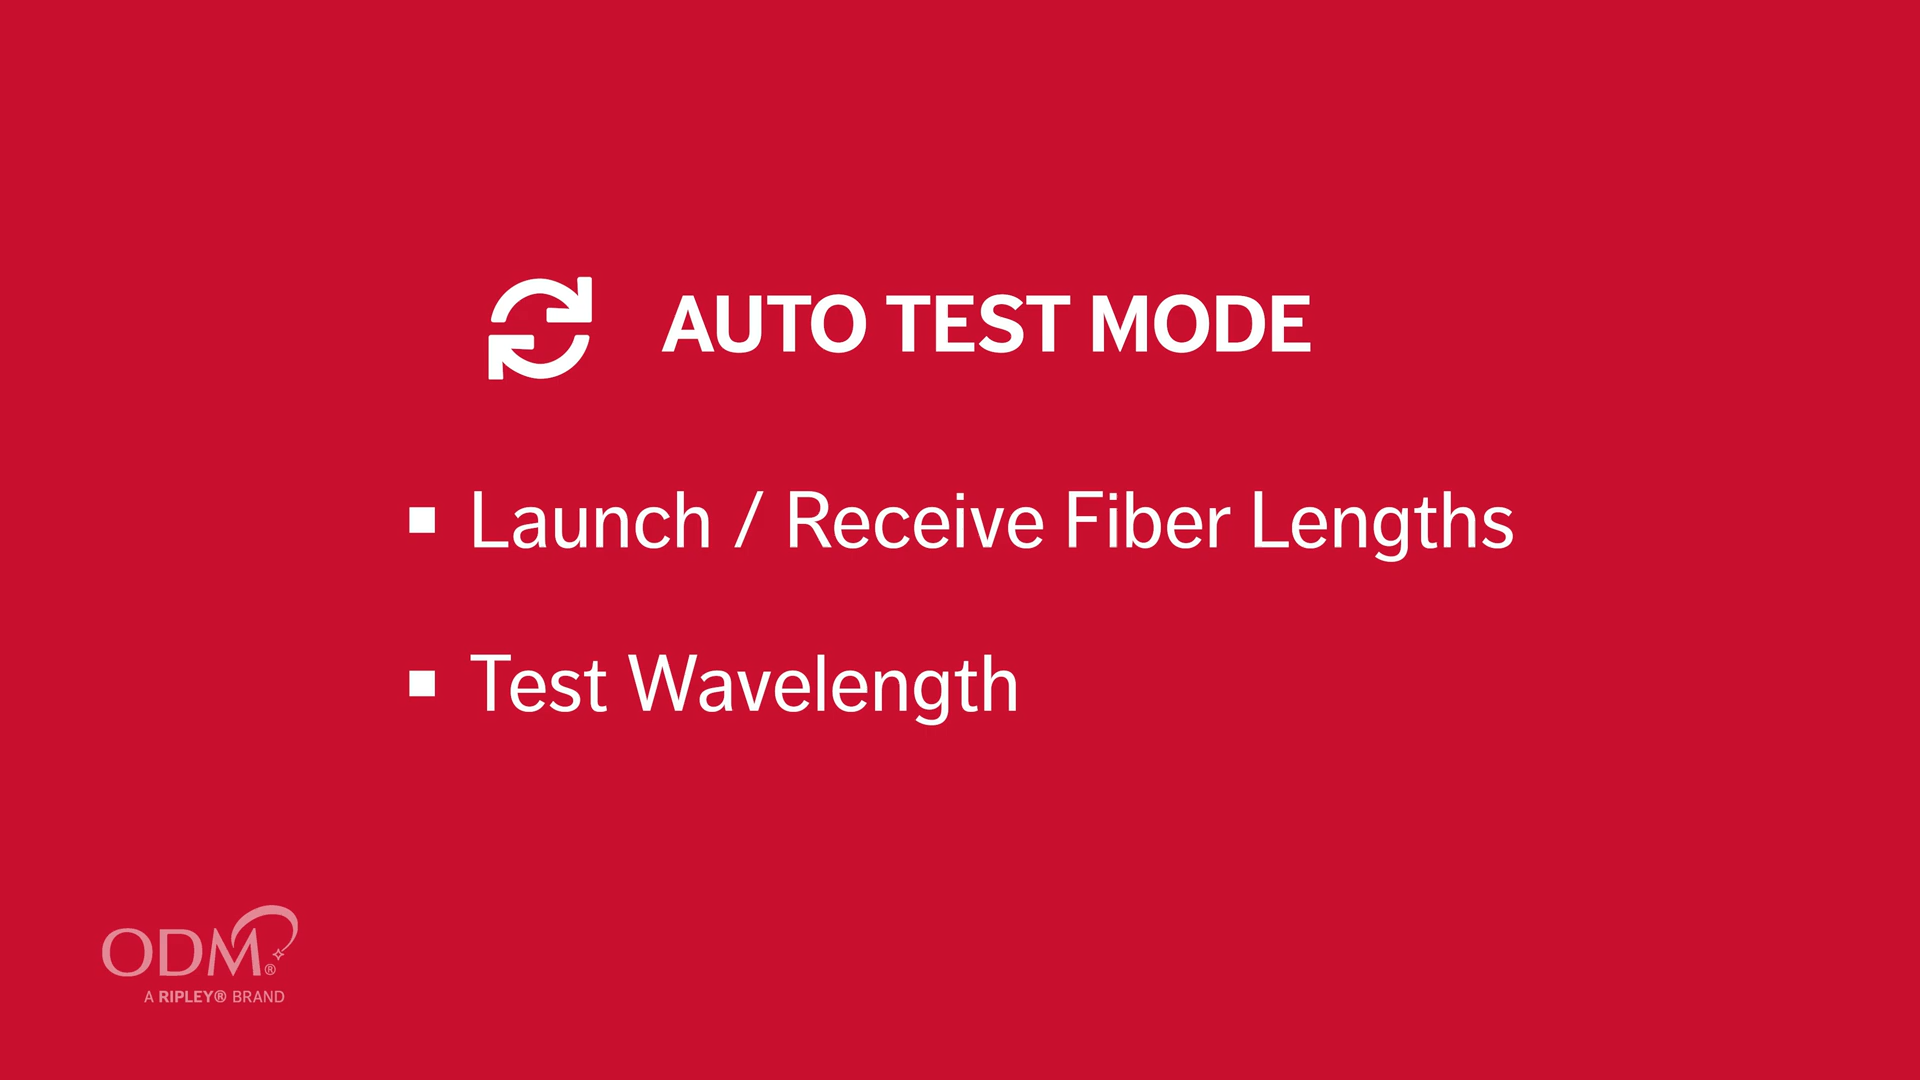 AUTO TEST MODE
▪ Launch / Receive Fiber Lengths
▪ Test Wavelength
ODM®
A RIPLEY® BRAND